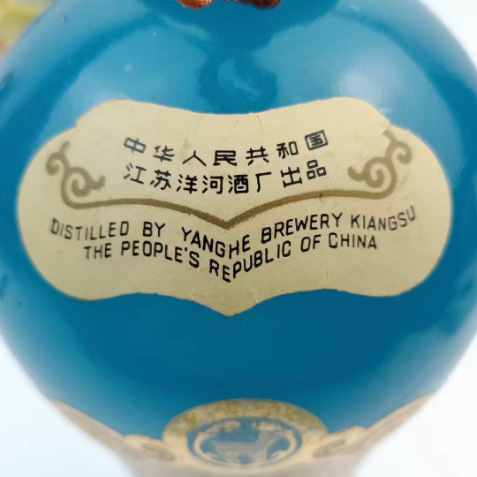 中华人民共和国
江苏洋河酒厂出品
DISTILLED BY YANGHE BREWERY KIANGSU
THE PEOPLE'S REPUBLIC OF CHINA